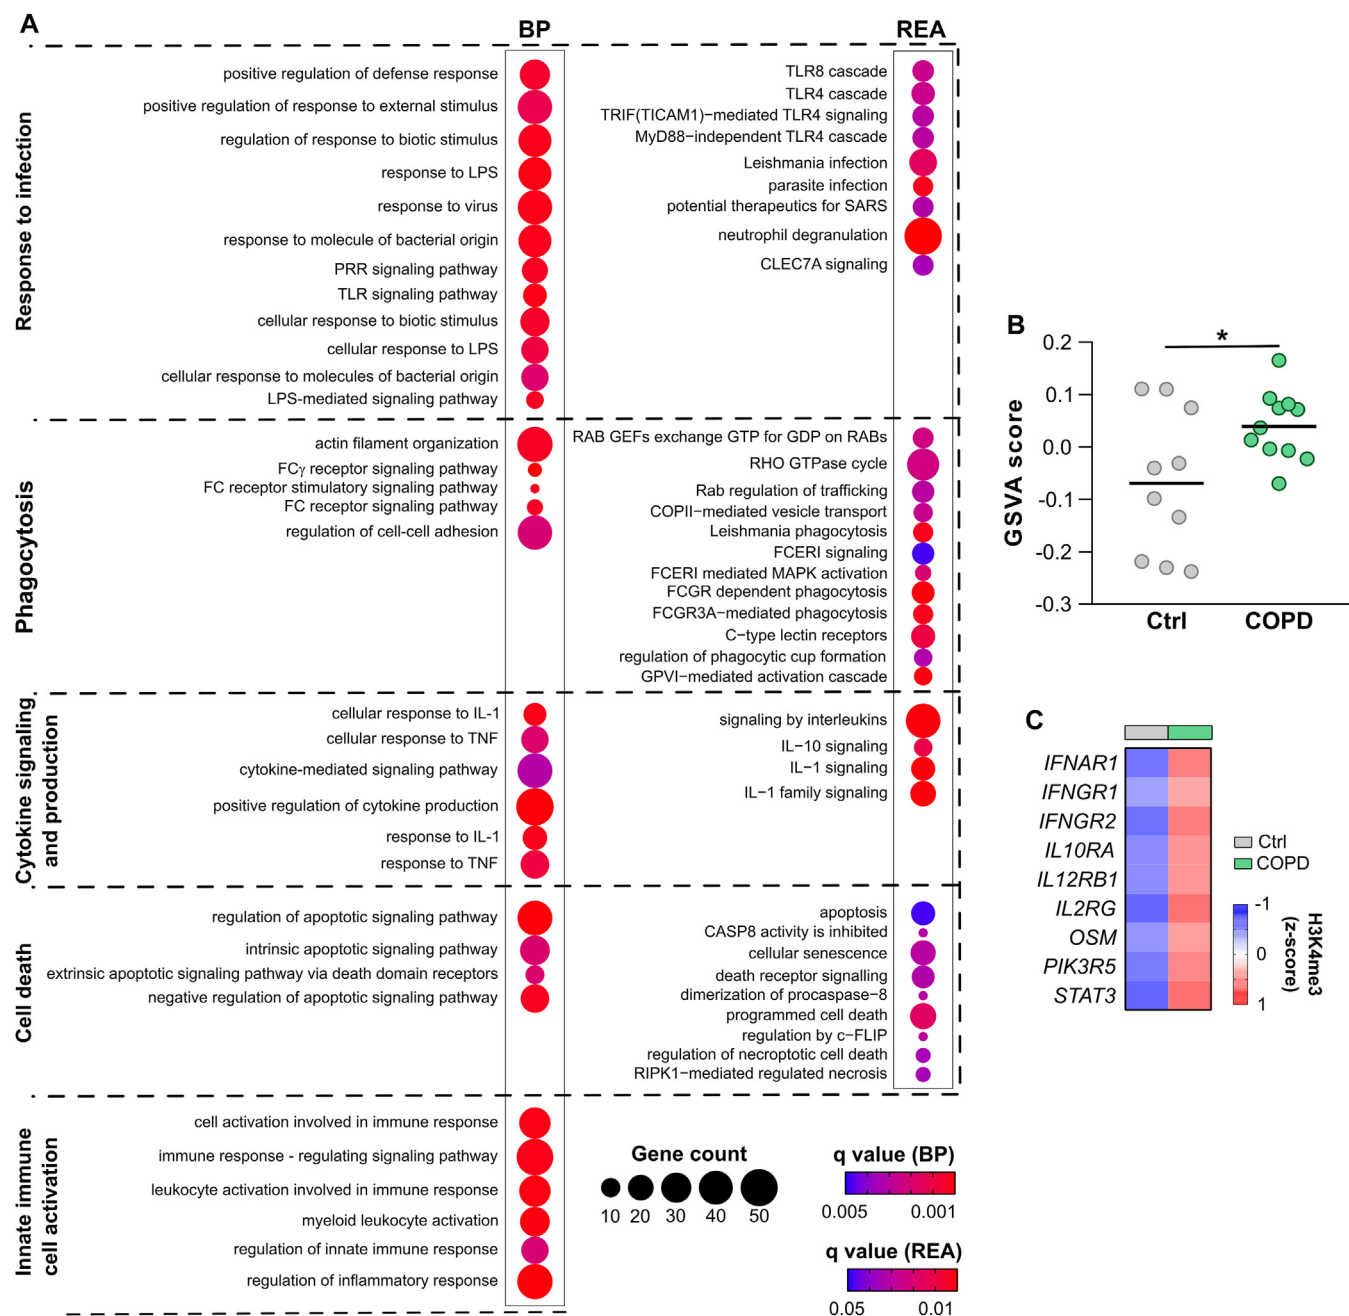 A
BP
REA
Response to infection
positive regulation of defense response
positive regulation of response to external stimulus
regulation of response to biotic stimulus
response to LPS
response to virus
response to molecule of bacterial origin
PRR signaling pathway
TLR signaling pathway
cellular response to biotic stimulus
cellular response to LPS
cellular response to molecules of bacterial origin
LPS-mediated signaling pathway
TLR8 cascade
TLR4 cascade
TRIF(TICAM1)−mediated TLR4 signaling
MyD88−independent TLR4 cascade
Leishmania infection
parasite infection
potential therapeutics for SARS
neutrophil degranulation
CLEC7A signaling
Phagocytosis
actin filament organization
FCγ receptor signaling pathway
FC receptor stimulatory signaling pathway
FC receptor signaling pathway
regulation of cell-cell adhesion
RAB GEFs exchange GTP for GDP on RABs
RHO GTPase cycle
Rab regulation of trafficking
COPII−mediated vesicle transport
Leishmania phagocytosis
FCERI signaling
FCERI mediated MAPK activation
FCGR dependent phagocytosis
FCGR3A−mediated phagocytosis
C−type lectin receptors
regulation of phagocytic cup formation
GPVI−mediated activation cascade
Cytokine signaling
and production
cellular response to IL-1
cellular response to TNF
cytokine-mediated signaling pathway
positive regulation of cytokine production
response to IL-1
response to TNF
signaling by interleukins
IL−10 signaling
IL−1 signaling
IL−1 family signaling
Cell death
regulation of apoptotic signaling pathway
intrinsic apoptotic signaling pathway
extrinsic apoptotic signaling pathway via death domain receptors
negative regulation of apoptotic signaling pathway
apoptosis
CASP8 activity is inhibited
cellular senescence
death receptor signalling
dimerization of procaspase−8
programmed cell death
regulation by c−FLIP
regulation of necroptotic cell death
RIPK1−mediated regulated necrosis
Innate immune
cell activation
cell activation involved in immune response
immune response - regulating signaling pathway
leukocyte activation involved in immune response
myeloid leukocyte activation
regulation of innate immune response
regulation of inflammatory response
Gene count
10 20 30 40 50
q value (BP)
0.005 0.001
q value (REA)
0.05 0.01
B
GSVA score
0.2
0.1
0.0
-0.1
-0.2
-0.3
*
Ctrl COPD
C
IFNAR1
IFNGR1
IFNGR2
IL10RA
IL12RB1
IL2RG
OSM
PIK3R5
STAT3
Ctrl
COPD
-1
0
1
H3K4me3
(z-score)